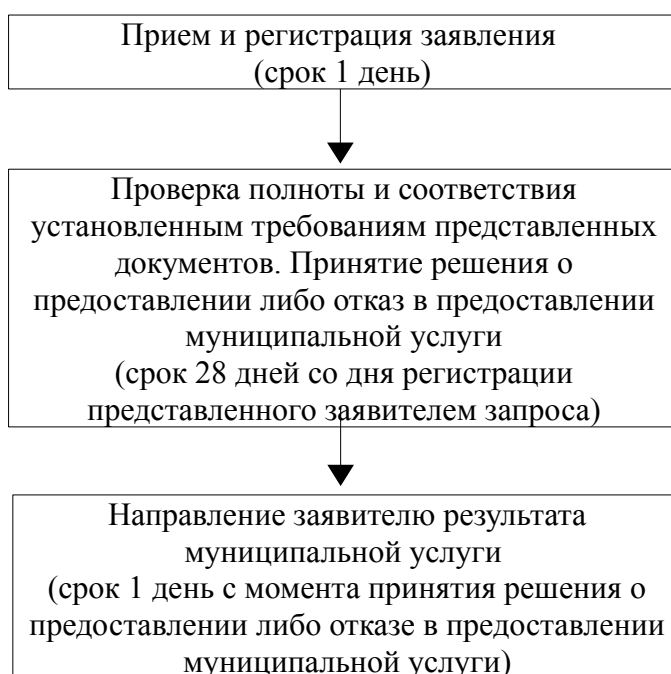 Прием и регистрация заявления
(срок 1 день)
Проверка полноты и соответствия
установленным требованиям представленных
документов. Принятие решения о
предоставлении либо отказ в предоставлении
муниципальной услуги
(срок 28 дней со дня регистрации
представленного заявителем запроса)
Направление заявителю результата
муниципальной услуги
(срок 1 день с момента принятия решения о
предоставлении либо отказе в предоставлении
муниципальной услуги)